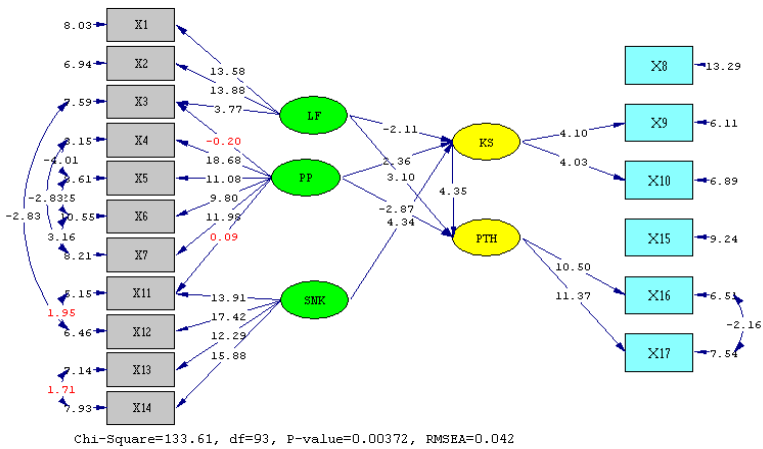 8.03 X1
6.94 X2 X8 13.29
13.58
13.88
7.59 X3 3.77 LF
-2.11 4.10 X9 6.11
X4 -0.20 KS
-4.01 18.68 2.36 4.03
X5 11.08 PP 3.10 X10 6.89
9.80 4.35
-2.83 X6 11.98 -2.87
3.16 0.09 4.34 PTH X15 9.24
8.21 X7
10.50
X11 13.91 SNK 11.37 X16
1.95 17.42
6.46 X12 12.29 -2.16
15.88 X17 7.54
7.14 X13
1.71
7.93 X14
Chi-Square=133.61, df=93, P-value=0.00372, RMSEA=0.042